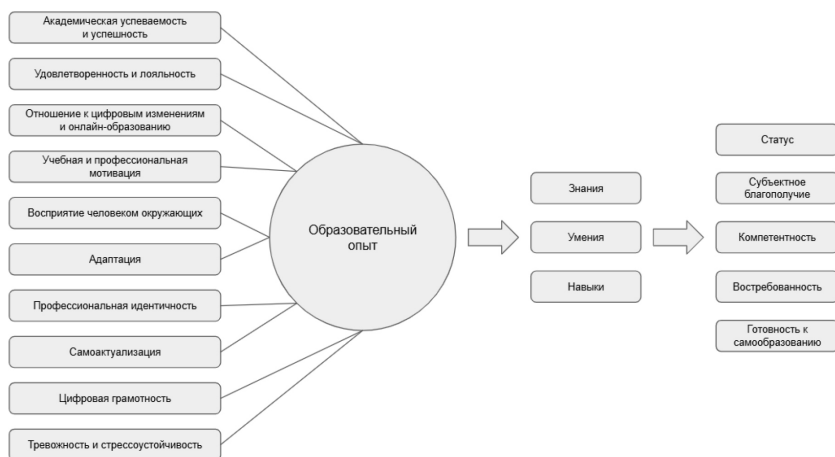 Академическая успеваемость
и успешность
Удовлетворенность и лояльность
Отношение к цифровым изменениям
и онлайн-образованию
Учебная и профессиональная
мотивация
Восприятие человеком окружающих
Адаптация
Профессиональная идентичность
Самоактуализация
Цифровая грамотность
Тревожность и стрессоустойчивость
Образовательный
опыт
Знания
Умения
Навыки
Статус
Субъектное
благополучие
Компетентность
Востребованность
Готовность к
самообразованию